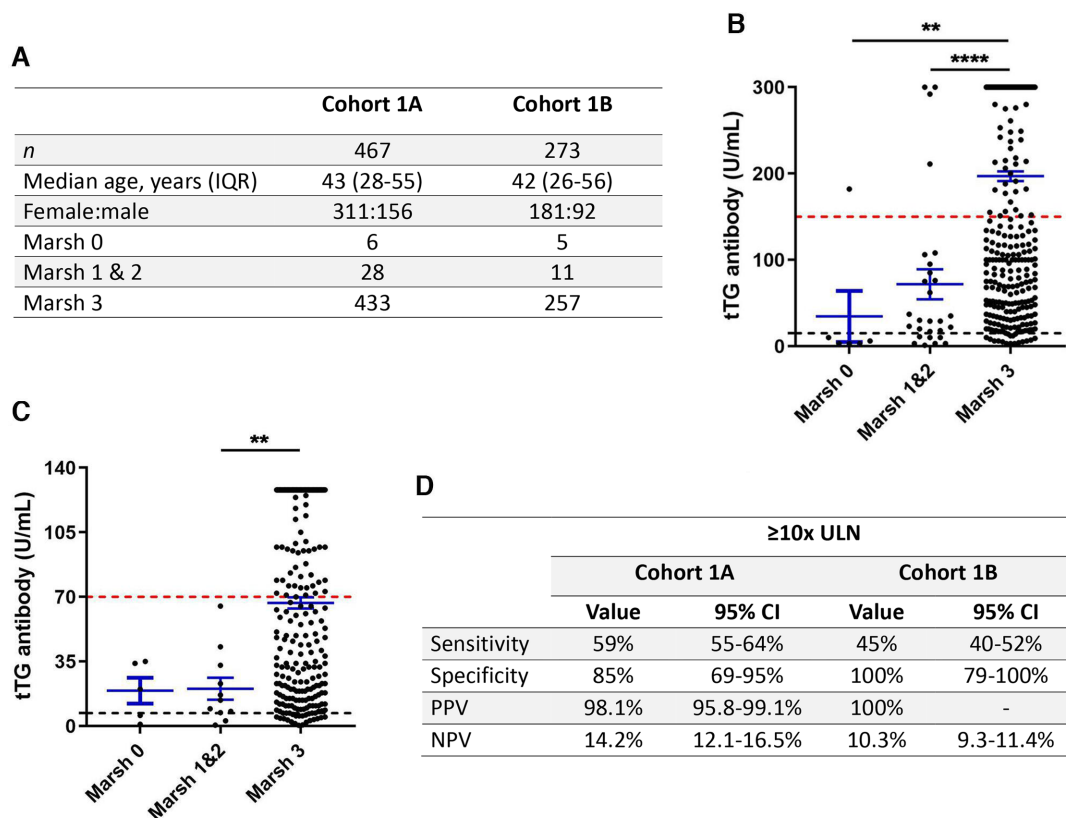 A
Cohort 1A Cohort 1B
n 467 273
Median age, years (IQR) 43 (28-55) 42 (26-56)
Female:male 311:156 181:92
Marsh 0 6 5
Marsh 1 & 2 28 11
Marsh 3 433 257
B
**
****
300
200
100
0
tTG antibody (U/mL)
Marsh 0 Marsh 1&2 Marsh 3
C
**
140
105
70
35
0
tTG antibody (U/mL)
Marsh 0 Marsh 1&2 Marsh 3
D
≥10x ULN
Cohort 1A Cohort 1B
Value 95% CI Value 95% CI
Sensitivity 59% 55-64% 45% 40-52%
Specificity 85% 69-95% 100% 79-100%
PPV 98.1% 95.8-99.1% 100% -
NPV 14.2% 12.1-16.5% 10.3% 9.3-11.4%